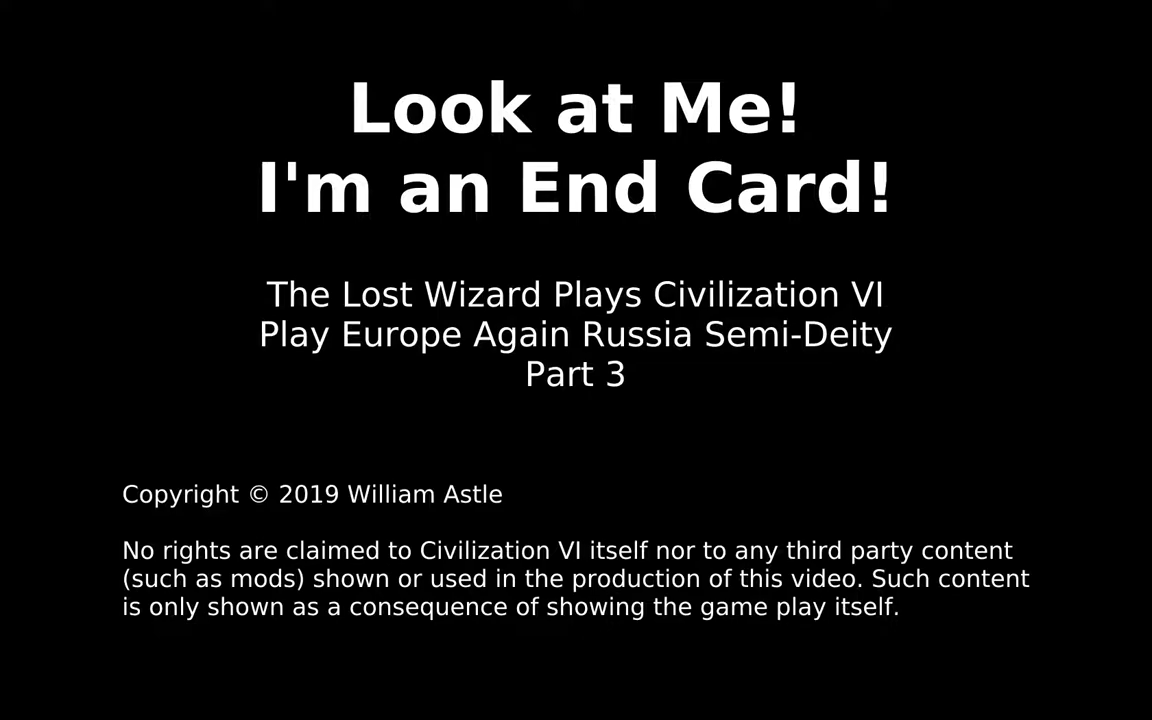 Look at Me!
I'm an End Card!
The Lost Wizard Plays Civilization VI
Play Europe Again Russia Semi-Deity
Part 3
Copyright © 2019 William Astle
No rights are claimed to Civilization VI itself nor to any third party content
(such as mods) shown or used in the production of this video. Such content
is only shown as a consequence of showing the game play itself.